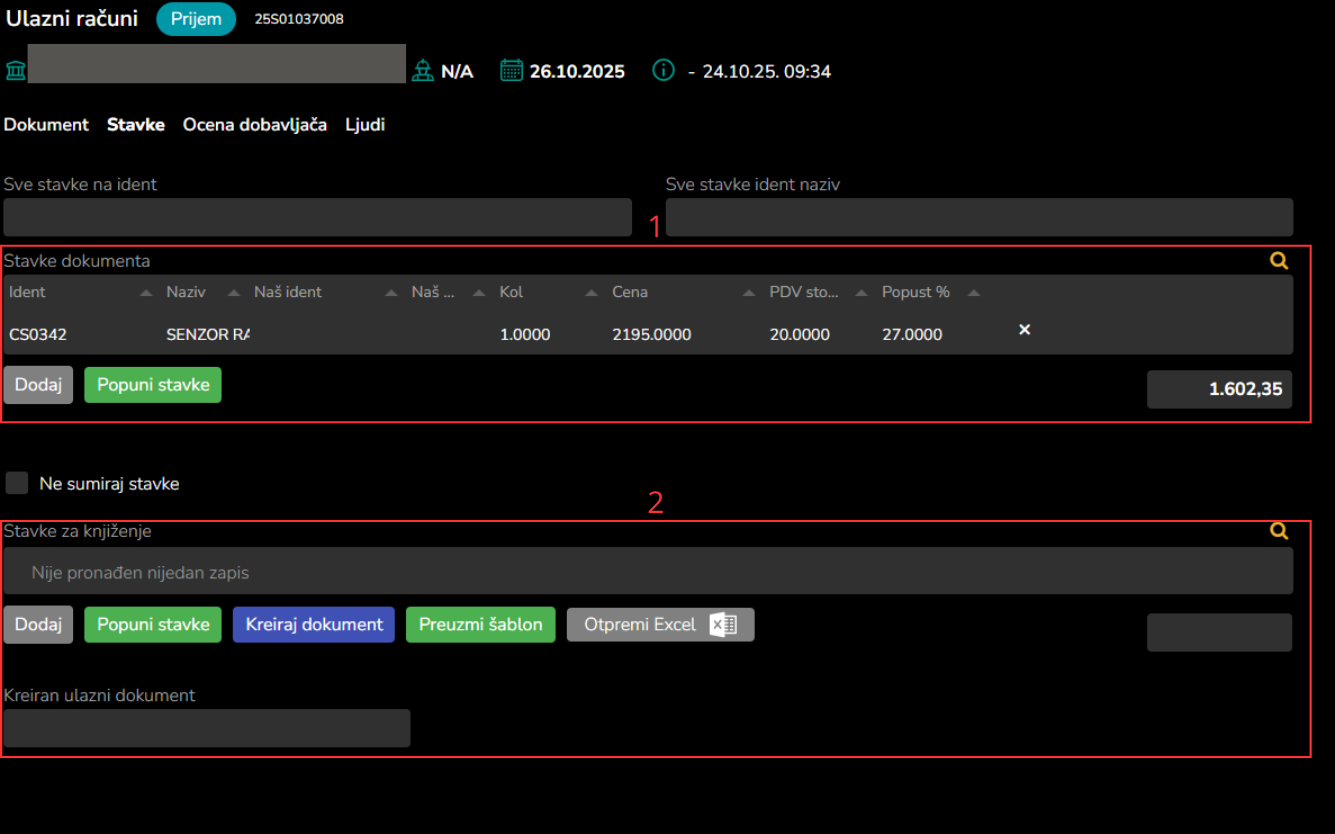 Ulazni računi Prijem 25S01037008
N/A 26.10.2025 - 24.10.25. 09:34
Dokument Stavke Ocena dobavljača Ljudi
Sve stavke na ident Sve stavke ident naziv
1
Stavke dokumenta
Ident Naziv Naš ident Naš ... Kol Cena PDV sto... Popust %
CS0342 SENZOR RA 1.0000 2195.0000 20.0000 27.0000 ×
Dodaj Popuni stavke 1.602,35
Ne sumiraj stavke
2
Stavke za knjiženje
Nije pronađen nijedan zapis
Dodaj Popuni stavke Kreiraj dokument Preuzmi šablon Otpremi Excel
Kreiran ulazni dokument